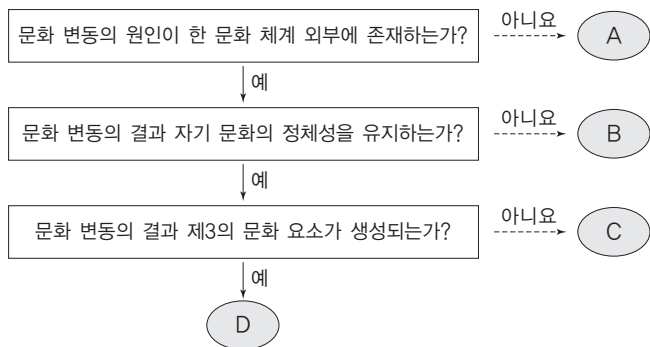 문화 변동의 원인이 한 문화 체계 외부에 존재하는가?
아니요
A
예
문화 변동의 결과 자기 문화의 정체성을 유지하는가?
아니요
B
예
문화 변동의 결과 제3의 문화 요소가 생성되는가?
아니요
C
예
D